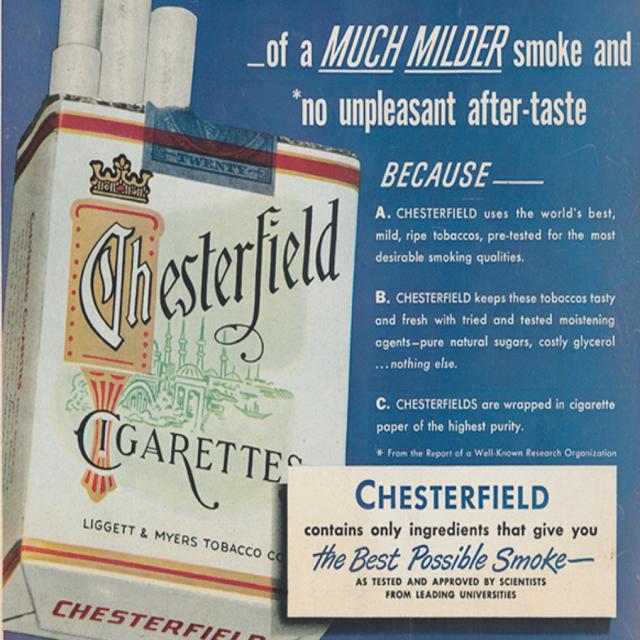 ...of a MUCH MILDER smoke and
*no unpleasant after-taste
BECAUSE—
A. CHESTERFIELD uses the world's best,
mild, ripe tobaccos, pre-tested for the most
desirable smoking qualities.
B. CHESTERFIELD keeps these tobaccos tasty
and fresh with tried and tested moistening
agents—pure natural sugars, costly glycerol
...nothing else.
C. CHESTERFIELDS are wrapped in cigarette
paper of the highest purity.
* From the Report of a Well-Known Research Organization
CHESTERFIELD
contains only ingredients that give you
the Best Possible Smoke—
AS TESTED AND APPROVED BY SCIENTISTS
FROM LEADING UNIVERSITIES
TWENTY
Chesterfield
CIGARETTES
LIGGETT & MYERS TOBACCO CO
CHESTERFIELD